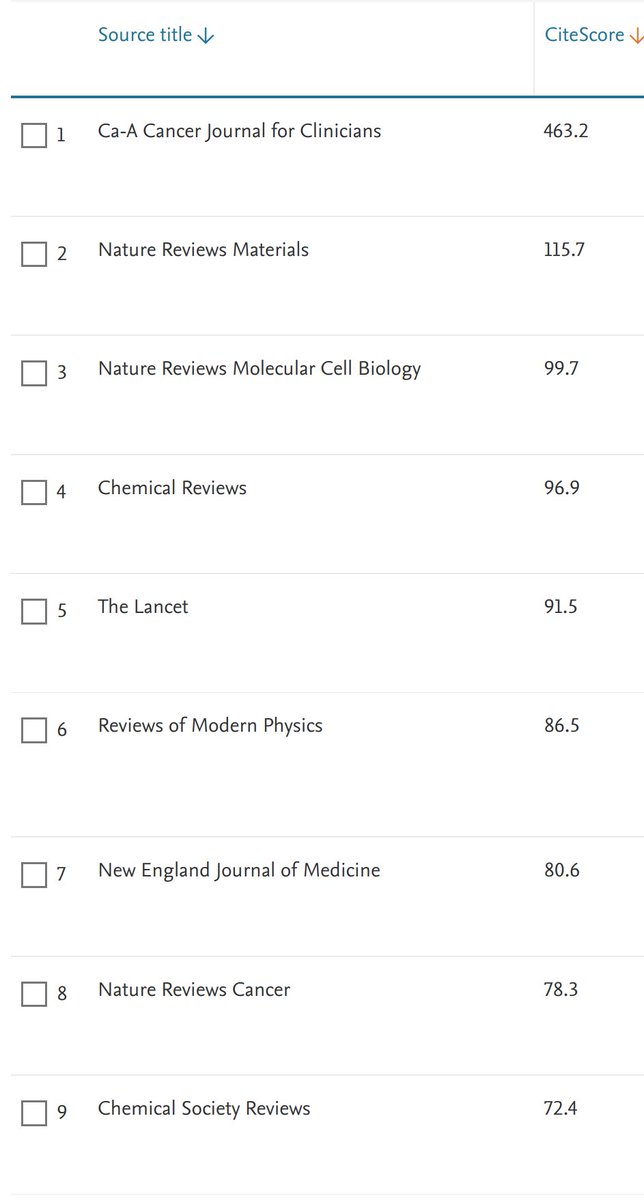 Source title ↓ CiteScore ↓
1 Ca-A Cancer Journal for Clinicians 463.2
2 Nature Reviews Materials 115.7
3 Nature Reviews Molecular Cell Biology 99.7
4 Chemical Reviews 96.9
5 The Lancet 91.5
6 Reviews of Modern Physics 86.5
7 New England Journal of Medicine 80.6
8 Nature Reviews Cancer 78.3
9 Chemical Society Reviews 72.4